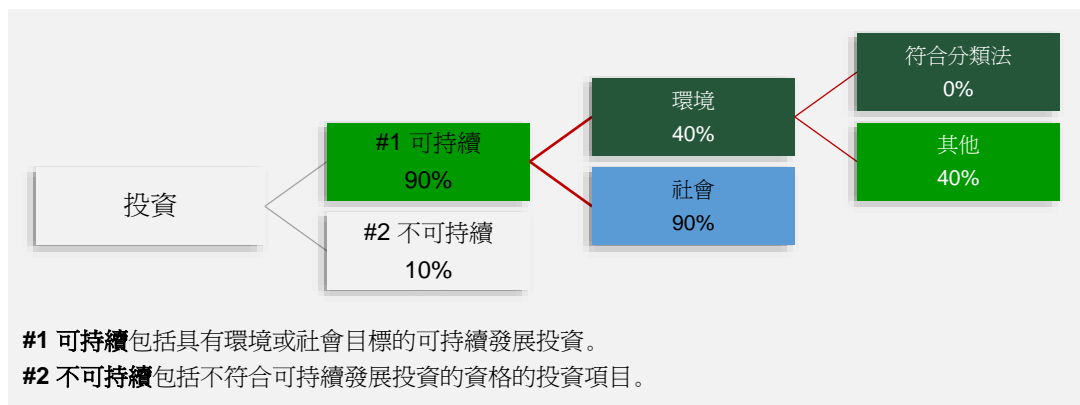 投資
#1 可持續
90%
#2 不可持續
10%
環境
40%
社會
90%
符合分類法
0%
其他
40%
#1 可持續包括具有環境或社會目標的可持續發展投資。
#2 不可持續包括不符合可持續發展投資的資格的投資項目。